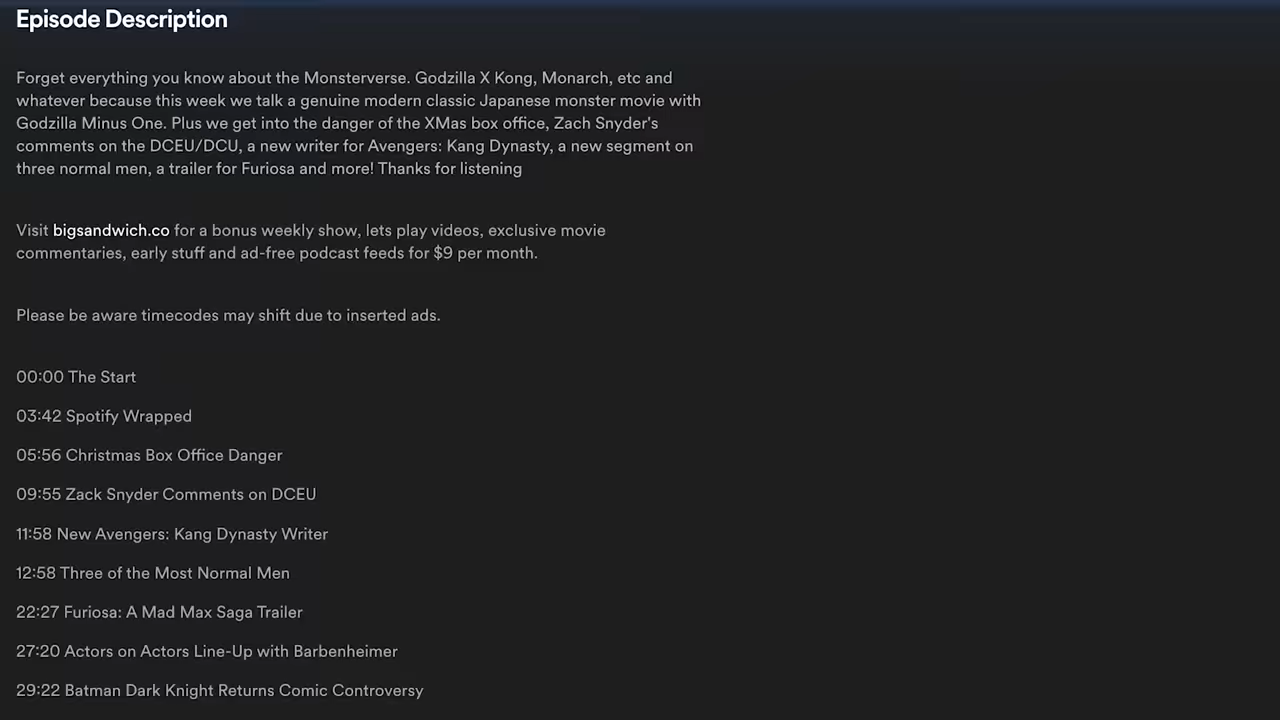 Episode Description
Forget everything you know about the Monsterverse. Godzilla X Kong, Monarch, etc and
whatever because this week we talk a genuine modern classic Japanese monster movie with
Godzilla Minus One. Plus we get into the danger of the XMas box office, Zach Snyder's
comments on the DCEU/DCU, a new writer for Avengers: Kang Dynasty, a new segment on
three normal men, a trailer for Furiosa and more! Thanks for listening
Visit bigsandwich.co for a bonus weekly show, lets play videos, exclusive movie
commentaries, early stuff and ad-free podcast feeds for $9 per month.
Please be aware timecodes may shift due to inserted ads.
00:00 The Start
03:42 Spotify Wrapped
05:56 Christmas Box Office Danger
09:55 Zack Snyder Comments on DCEU
11:58 New Avengers: Kang Dynasty Writer
12:58 Three of the Most Normal Men
22:27 Furiosa: A Mad Max Saga Trailer
27:20 Actors on Actors Line-Up with Barbenheimer
29:22 Batman Dark Knight Returns Comic Controversy